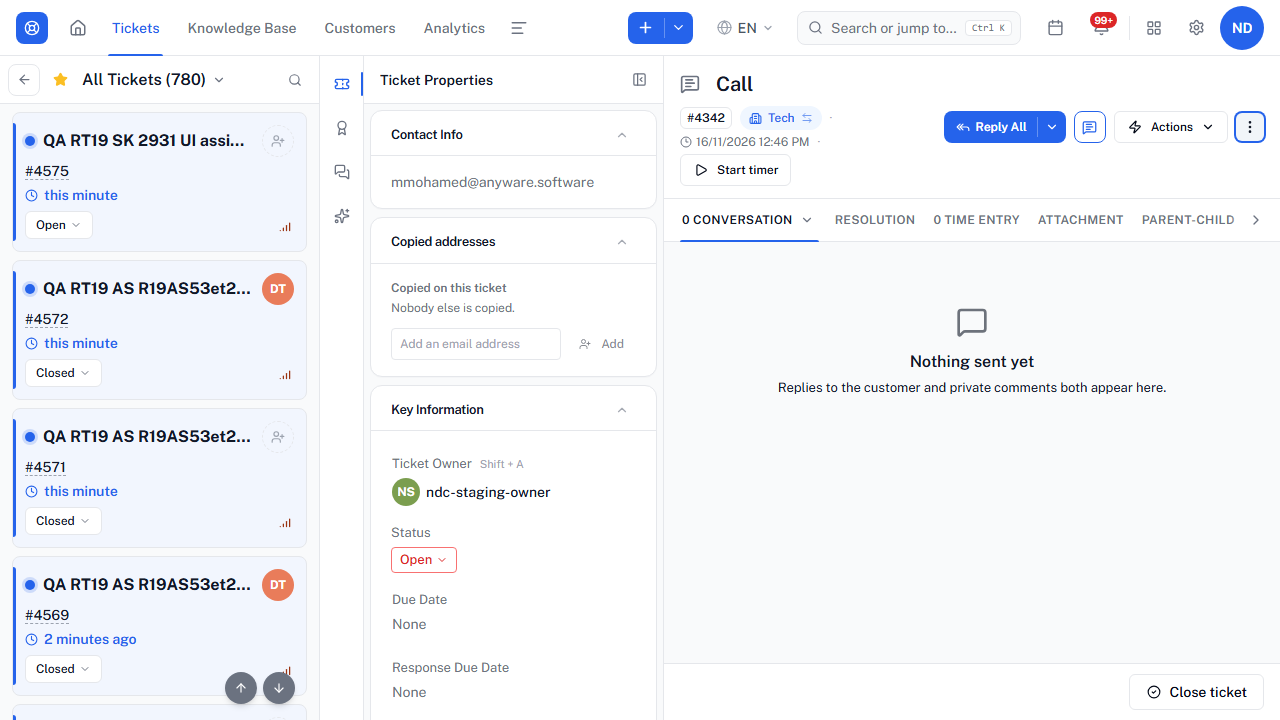 Tickets
Knowledge Base
Customers
Analytics
EN
Search or jump to...
Ctrl K
99+
ND
All Tickets (780)
QA RT19 SK 2931 UI assi...
#4575
this minute
Open
QA RT19 AS R19AS53et2...
DT
#4572
this minute
Closed
QA RT19 AS R19AS53et2...
#4571
this minute
Closed
QA RT19 AS R19AS53et2...
DT
#4569
2 minutes ago
Closed
Ticket Properties
Contact Info
mmohamed@anyware.software
Copied addresses
Copied on this ticket
Nobody else is copied.
Add an email address
Add
Key Information
Ticket Owner Shift + A
NS ndc-staging-owner
Status
Open
Due Date
None
Response Due Date
None
Call
#4342
Tech
·
16/11/2026 12:46 PM ·
Start timer
Reply All
Actions
0 CONVERSATION
RESOLUTION
0 TIME ENTRY
ATTACHMENT
PARENT-CHILD
Nothing sent yet
Replies to the customer and private comments both appear here.
Close ticket